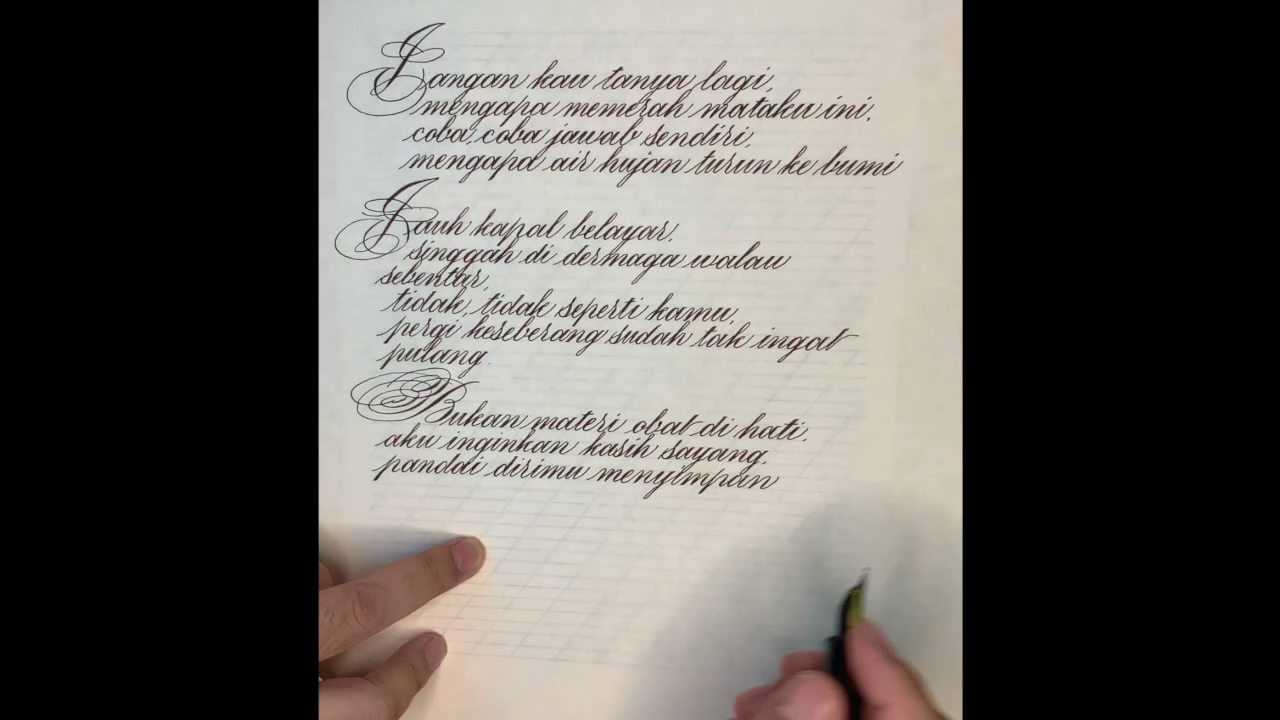 Jangan kau tanya lagi,
mengapa memerah mataku ini.
coba, coba jawab sendiri,
mengapa air hujan turun ke bumi
Jauh kapal belayar.
singgah di dermaga walau
sebentar,
tidak, tidak seperti kamu,
pergi keseberang sudah tak ingat
pulang.
Bukan materi obat di hati,
aku inginkan kasih sayang,
pandai dirimu menyimpan